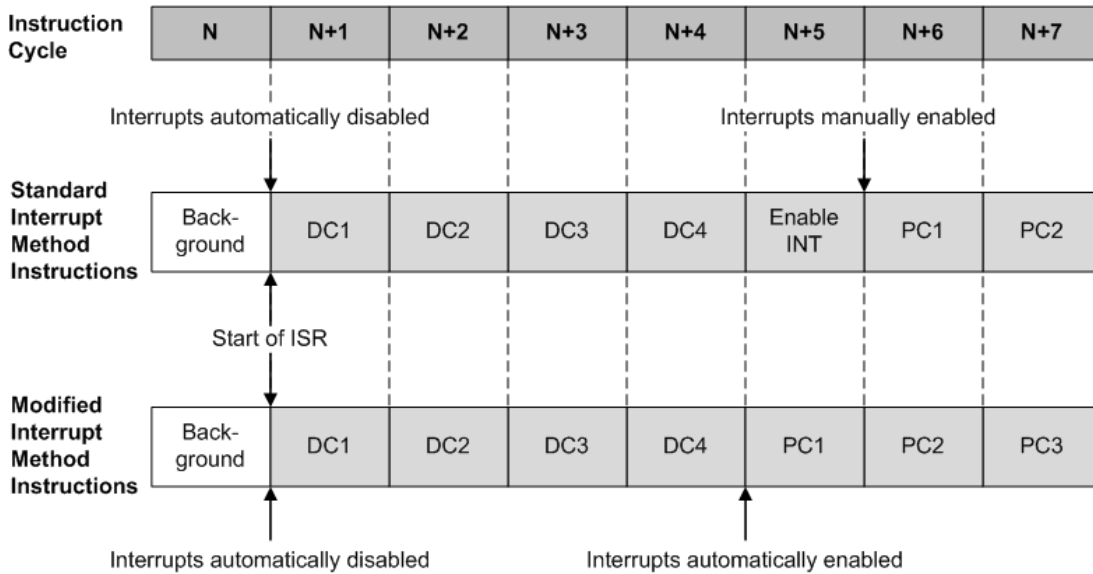 Instruction
Cycle
N N+1 N+2 N+3 N+4 N+5 N+6 N+7
Interrupts automatically disabled Interrupts manually enabled
Standard
Interrupt
Method
Instructions
Back-
ground
DC1 DC2 DC3 DC4
Enable
INT
PC1 PC2
Start of ISR
Modified
Interrupt
Method
Instructions
Back-
ground
DC1 DC2 DC3 DC4 PC1 PC2 PC3
Interrupts automatically disabled Interrupts automatically enabled